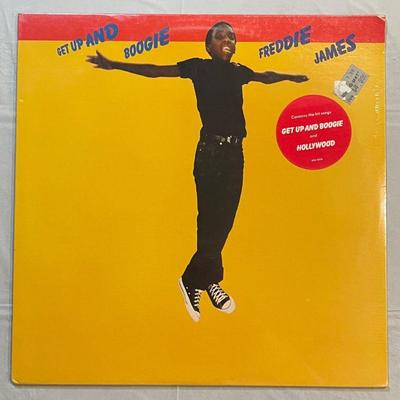 GET UP AND BOOGIE
FREDDIE JAMES
Contains the hit songs
GET UP AND BOOGIE
and
HOLLYWOOD